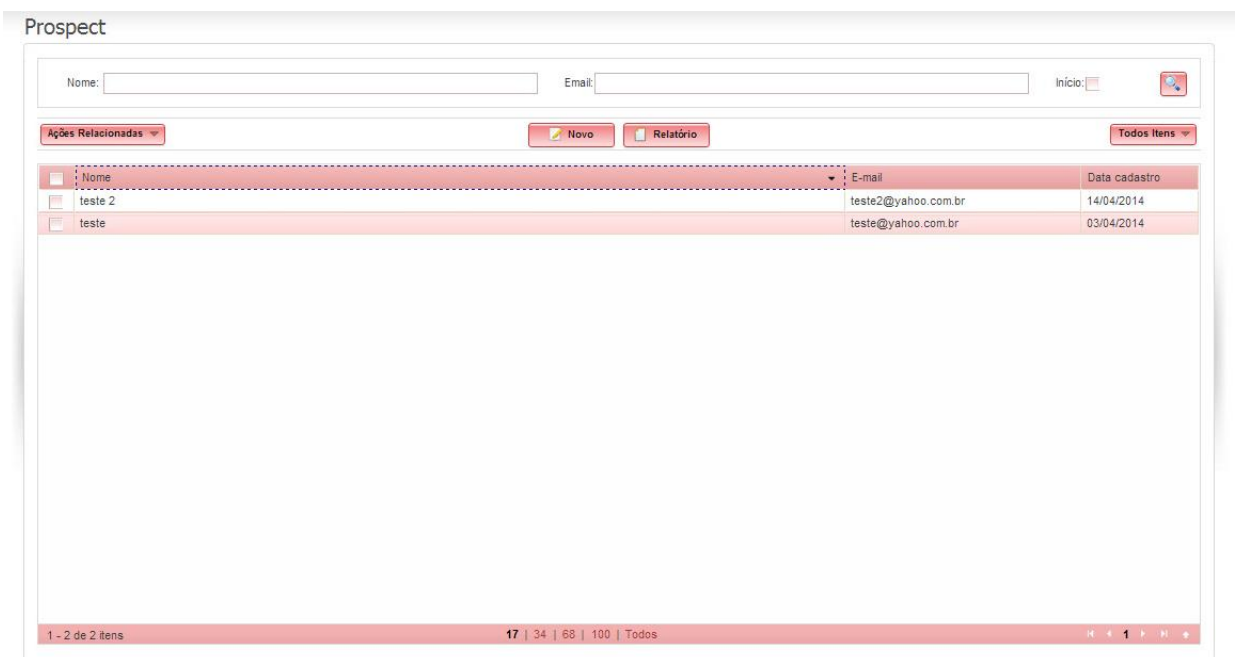 Prospect
Nome: Email: Início:
Ações Relacionadas Novo Relatório Todos Itens
Nome E-mail Data cadastro
teste 2 teste2@yahoo.com.br 14/04/2014
teste teste@yahoo.com.br 03/04/2014
1 - 2 de 2 itens 17 | 34 | 68 | 100 | Todos 1